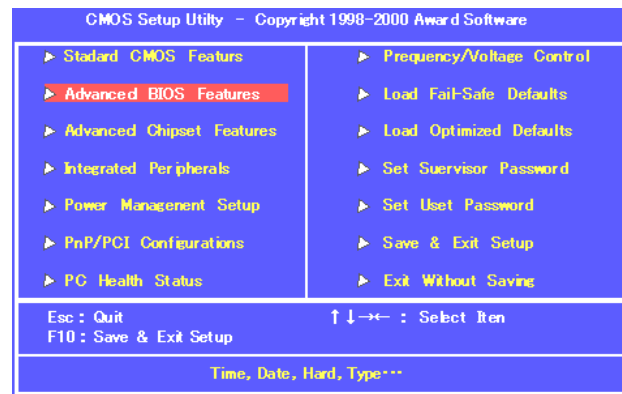 CMOS Setup Utilty - Copyright 1998-2000 Award Software
Stadard CMOS Featurs
Advanced BIOS Features
Advanced Chipset Features
Integrated Peripherals
Power Managenent Setup
PnP/PCI Configurations
PC Health Status
Prequency/Voltage Control
Load Fail-Safe Defaults
Load Optimized Defaults
Set Suervisor Password
Set Uset Password
Save & Exit Setup
Exit Without Saving
Esc : Quit
F10 : Save & Exit Setup
↑↓→← : Select Iten
Time, Date, Hard, Type···